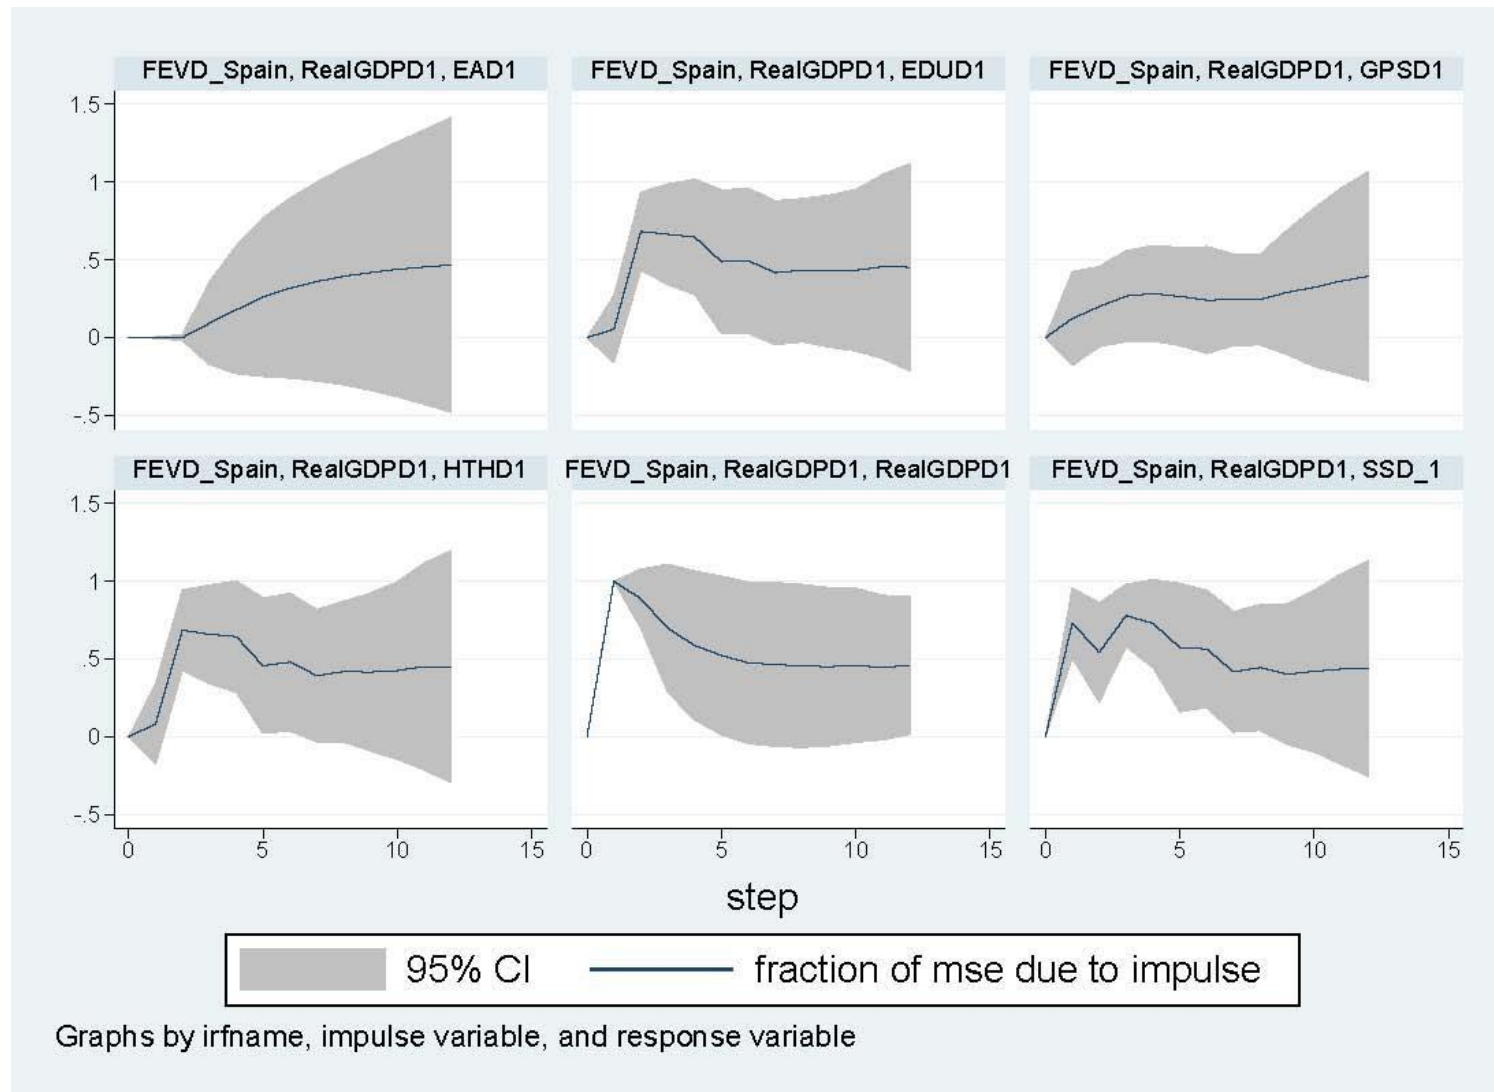 FEVD_Spain, RealGDPD1, EAD1
FEVD_Spain, RealGDPD1, EDUD1
FEVD_Spain, RealGDPD1, GPSD1
1.5
1
.5
0
-.5
FEVD_Spain, RealGDPD1, HTHD1
FEVD_Spain, RealGDPD1, RealGDPD1
FEVD_Spain, RealGDPD1, SSD_1
1.5
1
.5
0
-.5
0 5 10 15
0 5 10 15
0 5 10 15
step
95% CI
fraction of mse due to impulse
Graphs by irfname, impulse variable, and response variable